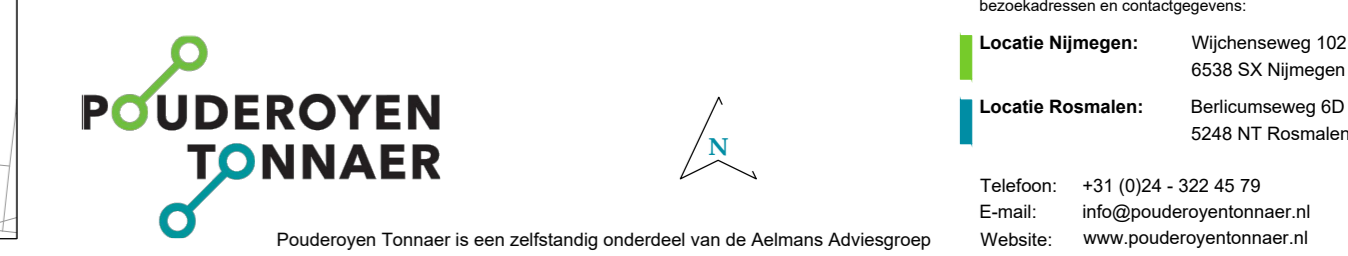 POUDEROYEN
TONNAER
N
Pouderoyen Tonnaer is een zelfstandig onderdeel van de Aelmans Adviesgroep
bezoekadressen en contactgegevens:
Locatie Nijmegen: Wijchenseweg 102
6538 SX Nijmegen
Locatie Rosmalen: Berlicumseweg 6D
5248 NT Rosmalen
Telefoon: +31 (0)24 - 322 45 79
E-mail: info@pouderoyentonnaer.nl
Website: www.pouderoyentonnaer.nl